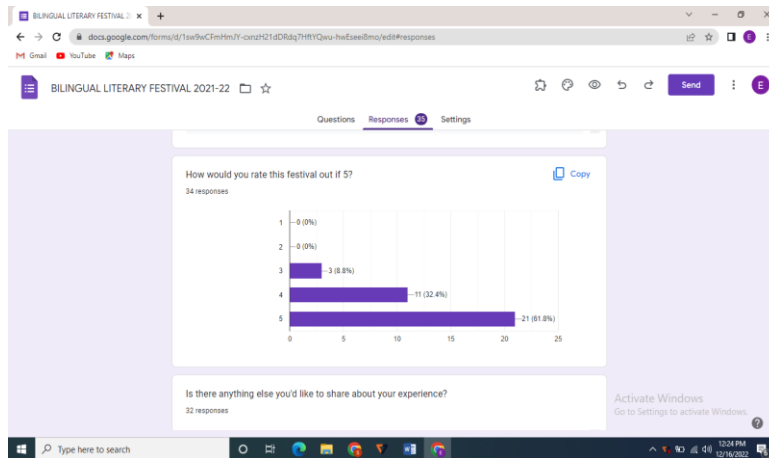 BILINGUAL LITERARY FESTIVAL 2
docs.google.com/forms/d/1sw9wCFmHmJY-cxnzH21dDRdq7HftYQwu-hwEseei8mo/edit#responses
Gmail YouTube Maps
BILINGUAL LITERARY FESTIVAL 2021-22
Send
E
Questions Responses 35 Settings
How would you rate this festival out if 5?
Copy
34 responses
1 0 (0%)
2 0 (0%)
3 3 (8.8%)
4 11 (32.4%)
5 21 (61.8%)
0 5 10 15 20 25
Is there anything else you'd like to share about your experience?
32 responses
Activate Windows
Go to Settings to activate Windows.
Type here to search
12:24 PM
12/16/2022